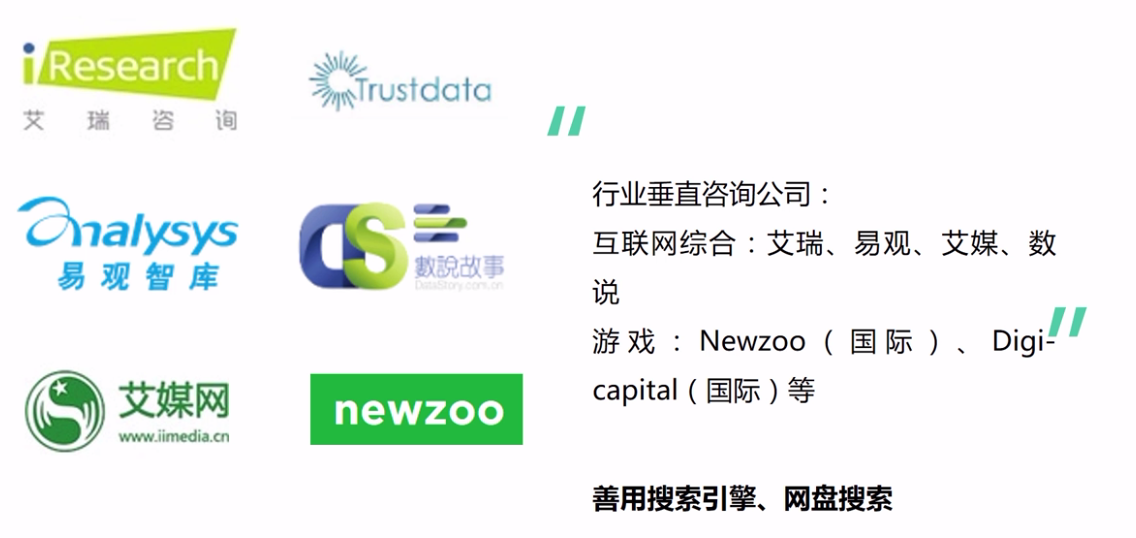 iResearch
艾瑞咨询
Trustdata
analysys
易观智库
數說故事
DataStory.com.cn
艾媒网
www.iimedia.cn
newzoo
行业垂直咨询公司：
互联网综合：艾瑞、易观、艾媒、数
说
游戏：Newzoo（国际）、Digi-
capital（国际）等
善用搜索引擎、网盘搜索